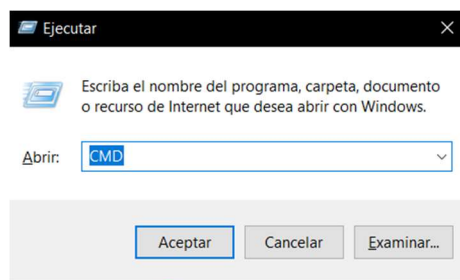 Ejecutar
Escriba el nombre del programa, carpeta, documento
o recurso de Internet que desea abrir con Windows.
Abrir: CMD
Aceptar Cancelar Examinar...